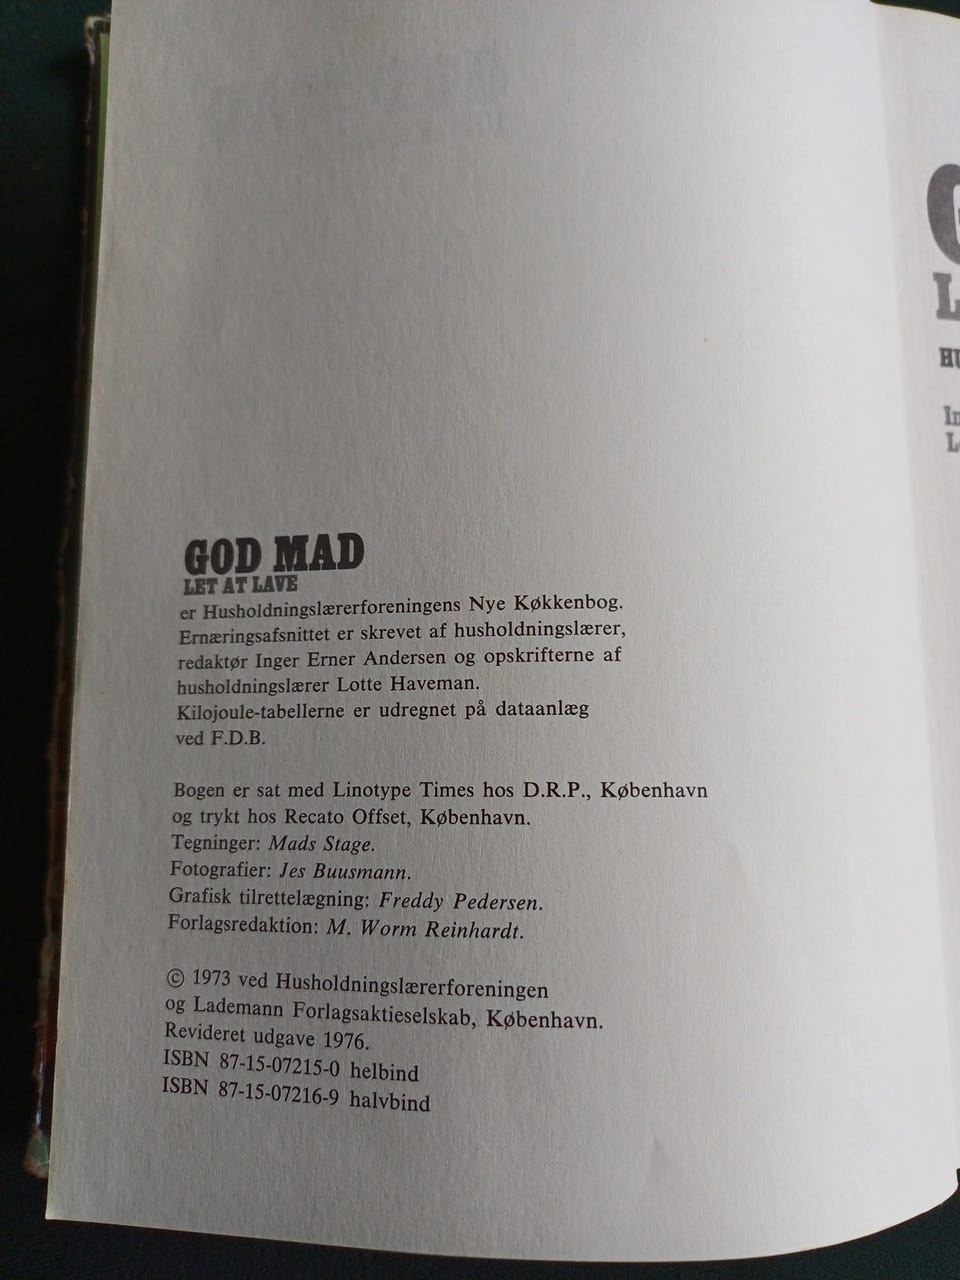 GOD MAD
LET AT LAVE
er Husholdningslærerforeningens Nye Køkkenbog.
Ernæringsafsnittet er skrevet af husholdningslærer,
redaktør Inger Erner Andersen og opskrifterne af
husholdningslærer Lotte Haveman.
Kilojoule-tabellerne er udregnet på dataanlæg
ved F.D.B.
Bogen er sat med Linotype Times hos D.R.P., København
og trykt hos Recato Offset, København.
Tegninger: Mads Stage.
Fotografier: Jes Buusmann.
Grafisk tilrettelægning: Freddy Pedersen.
Forlagsredaktion: M. Worm Reinhardt.
© 1973 ved Husholdningslærerforeningen
og Lademann Forlagsaktieselskab, København.
Revideret udgave 1976.
ISBN 87-15-07215-0 helbind
ISBN 87-15-07216-9 halvbind